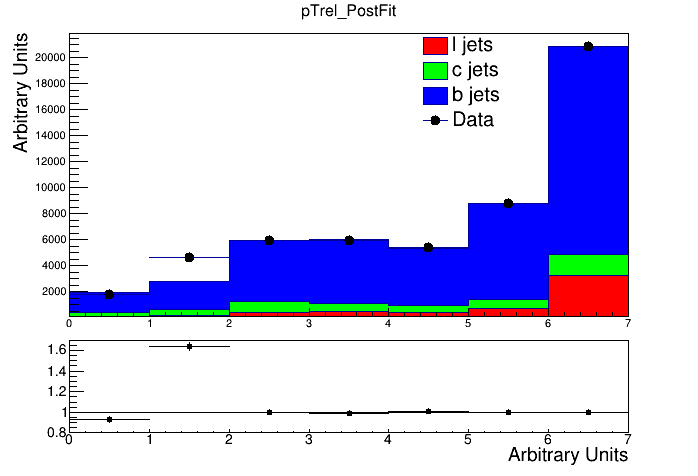 pTrel_PostFit
Arbitrary Units
20000
18000
16000
14000
12000
10000
8000
6000
4000
2000
l jets
c jets
b jets
Data
0 1 2 3 4 5 6 7
1.6
1.4
1.2
1
0.8
0 1 2 3 4 5 6 7
Arbitrary Units